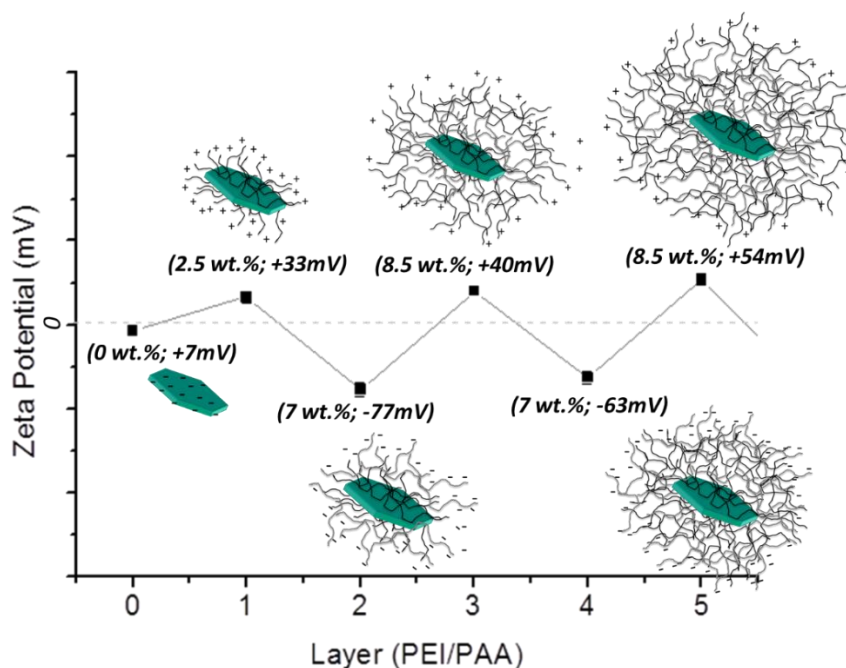 (2.5 wt.%; +33mV)
(8.5 wt.%; +40mV)
(8.5 wt.%; +54mV)
Zeta Potential (mV)
0
(0 wt.%; +7mV)
(7 wt.%; -77mV)
(7 wt.%; -63mV)
0 1 2 3 4 5
Layer (PEI/PAA)